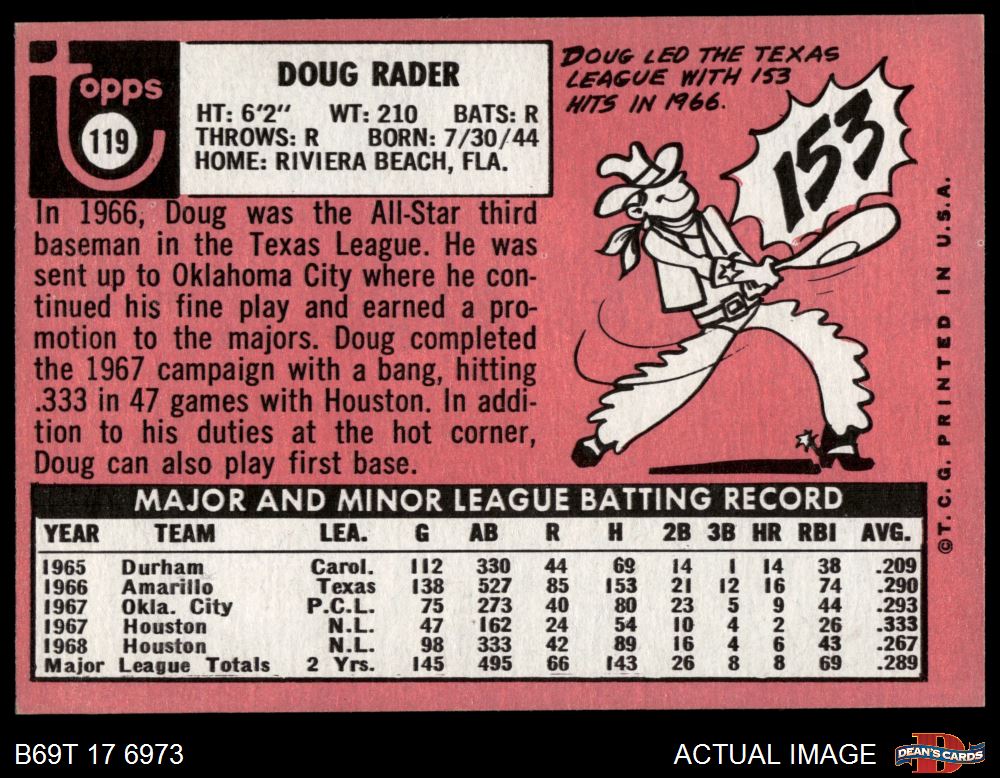 topps
119
DOUG RADER
HT: 6'2" WT: 210 BATS: R
THROWS: R BORN: 7/30/44
HOME: RIVIERA BEACH, FLA.
In 1966, Doug was the All-Star third
baseman in the Texas League. He was
sent up to Oklahoma City where he con-
tinued his fine play and earned a pro-
motion to the majors. Doug completed
the 1967 campaign with a bang, hitting
.333 in 47 games with Houston. In addi-
tion to his duties at the hot corner,
Doug can also play first base.
DOUG LED THE TEXAS
LEAGUE WITH 153
HITS IN 1966.
153
©T.C.G. PRINTED IN U.S.A.
MAJOR AND MINOR LEAGUE BATTING RECORD
YEAR TEAM LEA. G AB R H 2B 3B HR RBI AVG.
1965 Durham Carol. 112 330 44 69 14 1 14 38 .209
1966 Amarillo Texas 138 527 85 153 21 12 16 74 .290
1967 Okla. City P.C.L. 75 273 40 80 23 5 9 44 .293
1967 Houston N.L. 47 162 24 54 10 4 2 26 .333
1968 Houston N.L. 98 333 42 89 16 4 6 43 .267
Major League Totals 2 Yrs. 145 495 66 143 26 8 8 69 .289
B69T 17 6973
ACTUAL IMAGE
DEAN'S CARDS